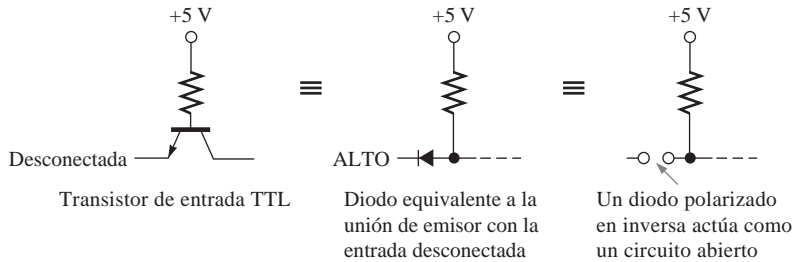 +5 V
+5 V
+5 V
Desconectada
ALTO
Transistor de entrada TTL
Diodo equivalente a la
unión de emisor con la
entrada desconectada
Un diodo polarizado
en inversa actúa como
un circuito abierto